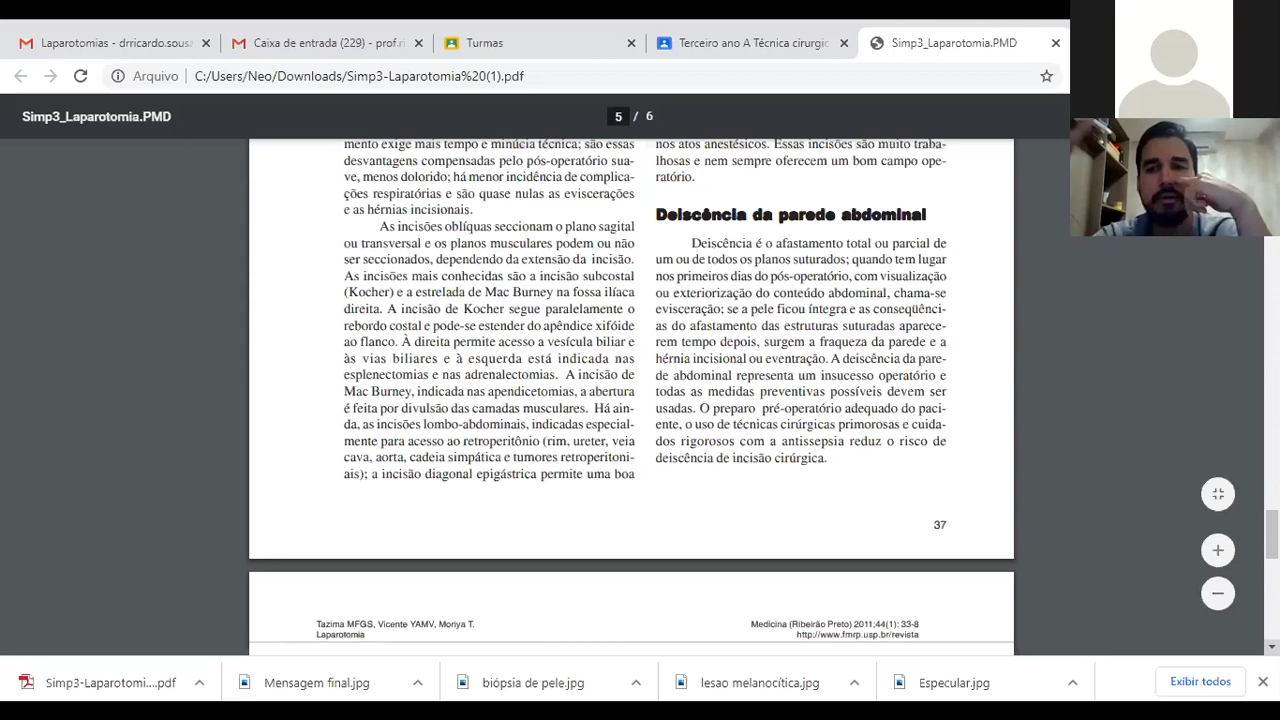 Laparotomias - drricardo.sousa
Caixa de entrada (229) - prof.ri
Turmas
Terceiro ano A Técnica cirurgic
Simp3_Laparotomia.PMD
Arquivo
C:/Users/Neo/Downloads/Simp3-Laparotomia%20(1).pdf
Simp3_Laparotomia.PMD
5 / 6
mento exige mais tempo e minúcia técnica; são essas
desvantagens compensadas pelo pós-operatório sua-
ve, menos dolorido; há menor incidência de complica-
ções respiratórias e são quase nulas as eviscerações
e as hérnias incisionais.
As incisões oblíquas seccionam o plano sagital
ou transversal e os planos musculares podem ou não
ser seccionados, dependendo da extensão da incisão.
As incisões mais conhecidas são a incisão subcostal
(Kocher) e a estrelada de Mac Burney na fossa ilíaca
direita. A incisão de Kocher segue paralelamente o
rebordo costal e pode-se estender do apêndice xifóide
ao flanco. À direita permite acesso a vesícula biliar e
às vias biliares e à esquerda está indicada nas
esplenectomias e nas adrenalectomias. A incisão de
Mac Burney, indicada nas apendicetomias, a abertura
é feita por divulsão das camadas musculares. Há ain-
da, as incisões lombo-abdominais, indicadas especial-
mente para acesso ao retroperitônio (rim, ureter, veia
cava, aorta, cadeia simpática e tumores retroperitoni-
ais); a incisão diagonal epigástrica permite uma boa
nos atos anestésicos. Essas incisões são muito traba-
lhosas e nem sempre oferecem um bom campo ope-
ratório.
Deiscência da parede abdominal
Deiscência é o afastamento total ou parcial de
um ou de todos os planos suturados; quando tem lugar
nos primeiros dias do pós-operatório, com visualização
ou exteriorização do conteúdo abdominal, chama-se
evisceração; se a pele ficou íntegra e as conseqüênci-
as do afastamento das estruturas suturadas aparece-
rem tempo depois, surgem a fraqueza da parede e a
hérnia incisional ou eventração. A deiscência da pare-
de abdominal representa um insucesso operatório e
todas as medidas preventivas possíveis devem ser
usadas. O preparo pré-operatório adequado do paci-
ente, o uso de técnicas cirúrgicas primorosas e cuida-
dos rigorosos com a antissepsia reduz o risco de
deiscência de incisão cirúrgica.
37
Tazima MFGS, Vicente YAMV, Moriya T.
Laparotomia
Medicina (Ribeirão Preto) 2011;44(1): 33-8
http://www.fmrp.usp.br/revista
Simp3-Laparotomi....pdf
Mensagem final.jpg
biópsia de pele.jpg
lesao melanocítica.jpg
Especular.jpg
Exibir todos